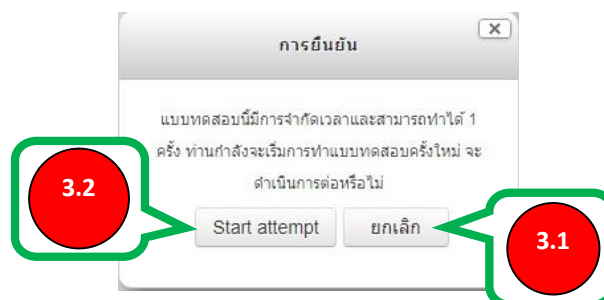 การยืนยัน
×
แบบทดสอบนี้มีการจำกัดเวลาและสามารถทำได้ 1
ครั้ง ท่านกำลังจะเริ่มการทำแบบทดสอบครั้งใหม่ จะ
ดำเนินการต่อหรือไม่
3.2
Start attempt
ยกเลิก
3.1